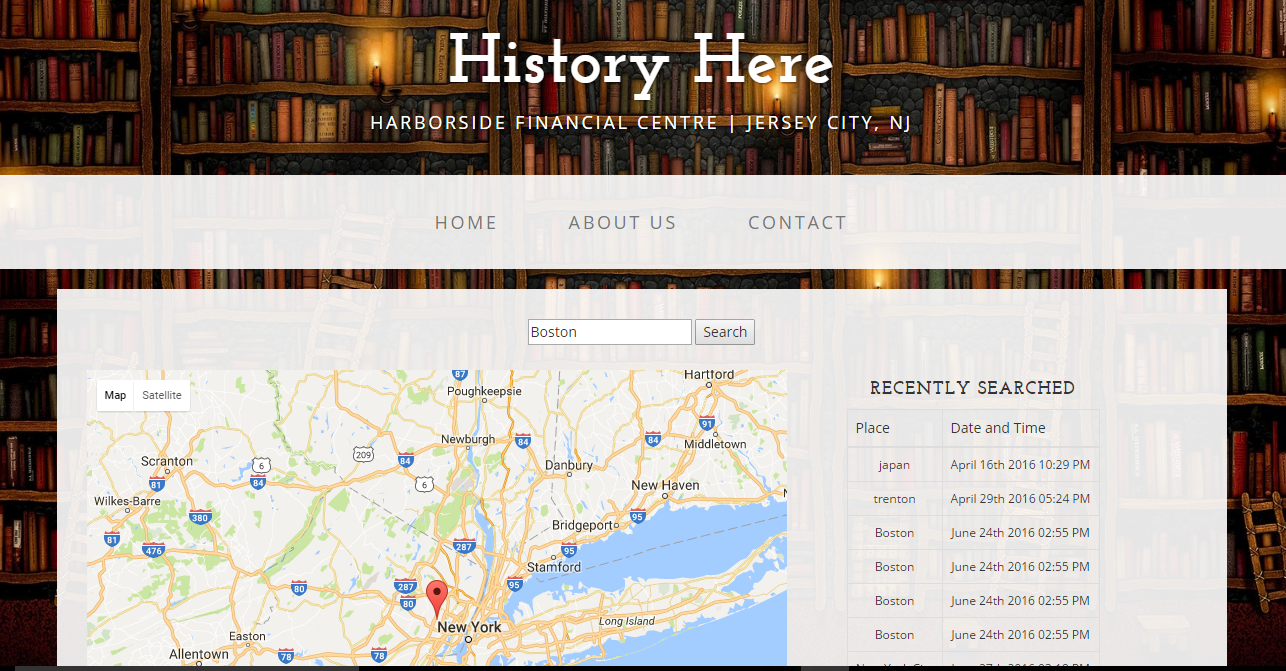 History Here
HARBORSIDE FINANCIAL CENTRE | JERSEY CITY, NJ
HOME ABOUT US CONTACT
Boston Search
Map Satellite
87
Hartford
Poughkeepsie
91
Newburgh
84
84
Middletown
209
Scranton
6
84
Danbury
81
84
6
New Haven
Wilkes-Barre
380
95
Bridgeport
81
476
287
95
Stamford
80
287
95
80
New York
Long Island
Easton
Allentown
78
78
RECENTLY SEARCHED
Place Date and Time
japan April 16th 2016 10:29 PM
trenton April 29th 2016 05:24 PM
Boston June 24th 2016 02:55 PM
Boston June 24th 2016 02:55 PM
Boston June 24th 2016 02:55 PM
Boston June 24th 2016 02:55 PM